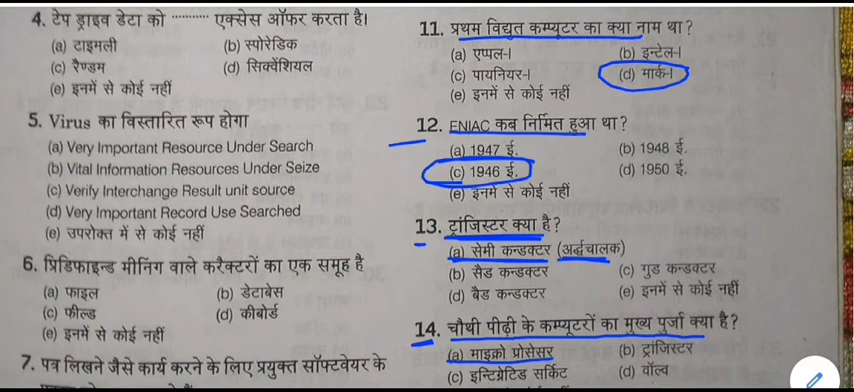 4. टेप ड्राइव डेटा को ............ एक्सेस ऑफर करता है।
(a) टाइमली (b) स्पोरेडिक
(c) रैण्डम (d) सिक्वेंशियल
(e) इनमें से कोई नहीं
5. Virus का विस्तारित रूप होगा
(a) Very Important Resource Under Search
(b) Vital Information Resources Under Seize
(c) Verify Interchange Result unit source
(d) Very Important Record Use Searched
(e) उपरोक्त में से कोई नहीं
6. प्रिडिफाइन्ड मीनिंग वाले करैक्टरों का एक समूह है
(a) फाइल (b) डेटाबेस
(c) फील्ड (d) कीबोर्ड
(e) इनमें से कोई नहीं
7. पत्र लिखने जैसे कार्य करने के लिए प्रयुक्त सॉफ्टवेयर के
11. प्रथम विद्युत कम्प्यूटर का क्या नाम था?
(a) एप्पल-I (b) इन्टेल-I
(c) पायनियर-I (d) मार्क-I
(e) इनमें से कोई नहीं
12. ENIAC कब निर्मित हुआ था?
(a) 1947 ई. (b) 1948 ई.
(c) 1946 ई. (d) 1950 ई.
(e) इनमें से कोई नहीं
13. ट्रांजिस्टर क्या है?
(a) सेमी कन्डक्टर (अर्द्धचालक)
(b) सैड कन्डक्टर (c) गुड कन्डक्टर
(d) बैड कन्डक्टर (e) इनमें से कोई नहीं
14. चौथी पीढ़ी के कम्प्यूटरों का मुख्य पुर्जा क्या है?
(a) माइक्रो प्रोसेसर (b) ट्रांजिस्टर
(c) इन्टिग्रेटिड सर्किट (d) वॉल्व